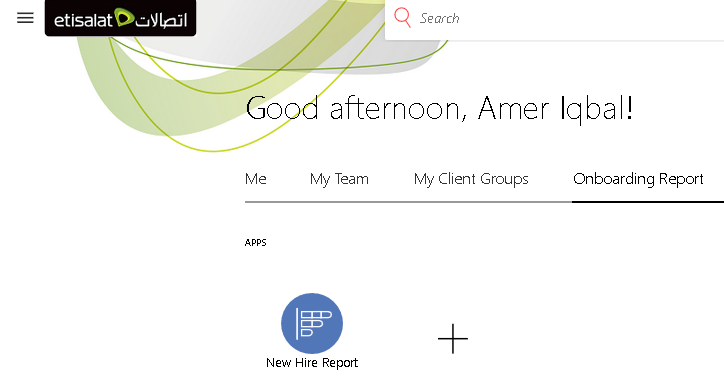 etisalat اتصالات
Search
Good afternoon, Amer Iqbal!
Me
My Team
My Client Groups
Onboarding Report
APPS
New Hire Report